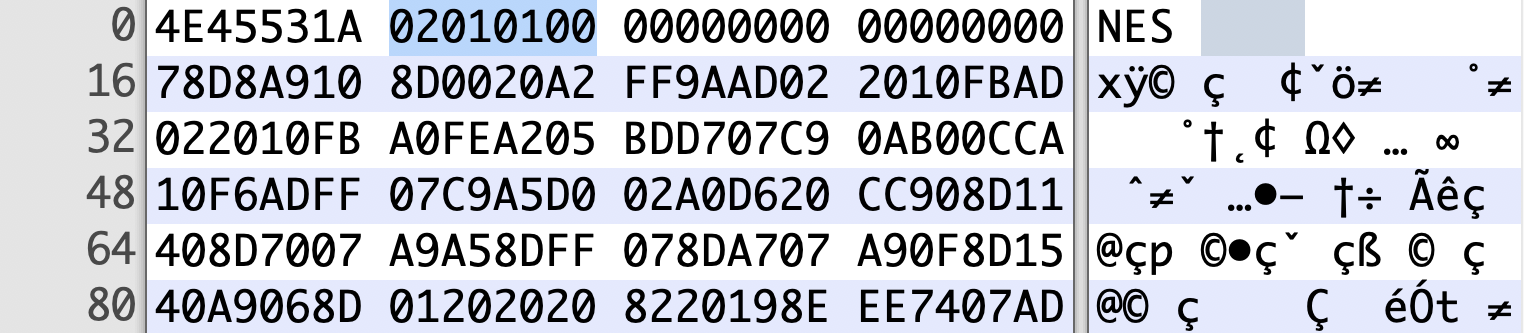 0 4E45531A 02010100 00000000 00000000 NES
16 78D8A910 8D0020A2 FF9AAD02 2010FBAD xÿ© ç ¢ˇö≠ ˚≠
32 022010FB A0FEA205 BDD707C9 0AB00CCA ˚†˛¢ Ω◊ … ∞
48 10F6ADFF 07C9A5D0 02A0D620 CC908D11 ˆ≠ˇ …•– †÷ Ãêç
64 408D7007 A9A58DFF 078DA707 A90F8D15 @çp ©•çˇ çß © ç
80 40A9068D 01202020 8220198E EE7407AD @© ç Ç éÓt ≠